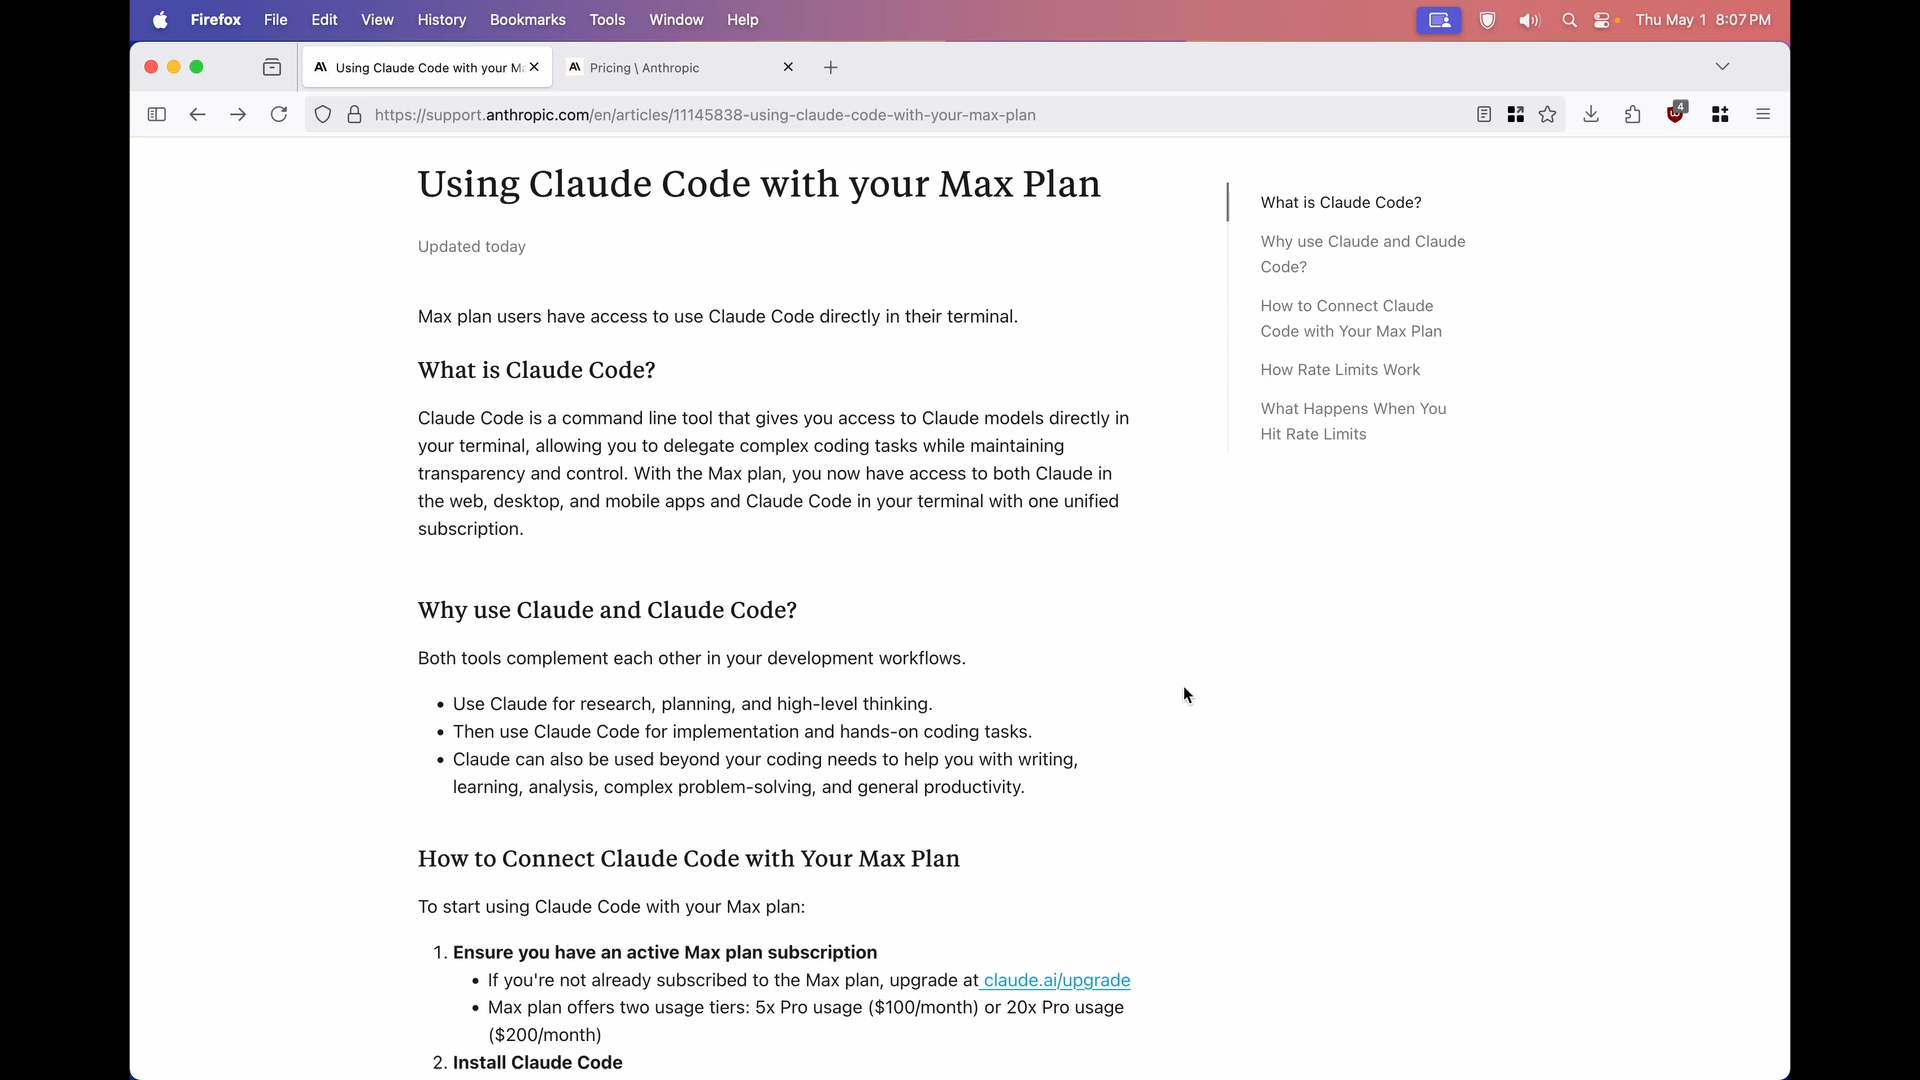 Firefox File Edit View History Bookmarks Tools Window Help Thu May 1 8:07 PM
Using Claude Code with your Ma Pricing \ Anthropic
https://support.anthropic.com/en/articles/11145838-using-claude-code-with-your-max-plan 4
Using Claude Code with your Max Plan
Updated today
Max plan users have access to use Claude Code directly in their terminal.
What is Claude Code?
Claude Code is a command line tool that gives you access to Claude models directly in
your terminal, allowing you to delegate complex coding tasks while maintaining
transparency and control. With the Max plan, you now have access to both Claude in
the web, desktop, and mobile apps and Claude Code in your terminal with one unified
subscription.
Why use Claude and Claude Code?
Both tools complement each other in your development workflows.
• Use Claude for research, planning, and high-level thinking.
• Then use Claude Code for implementation and hands-on coding tasks.
• Claude can also be used beyond your coding needs to help you with writing,
learning, analysis, complex problem-solving, and general productivity.
How to Connect Claude Code with Your Max Plan
To start using Claude Code with your Max plan:
1. Ensure you have an active Max plan subscription
• If you're not already subscribed to the Max plan, upgrade at claude.ai/upgrade
• Max plan offers two usage tiers: 5x Pro usage ($100/month) or 20x Pro usage
($200/month)
2. Install Claude Code
What is Claude Code?
Why use Claude and Claude
Code?
How to Connect Claude
Code with Your Max Plan
How Rate Limits Work
What Happens When You
Hit Rate Limits